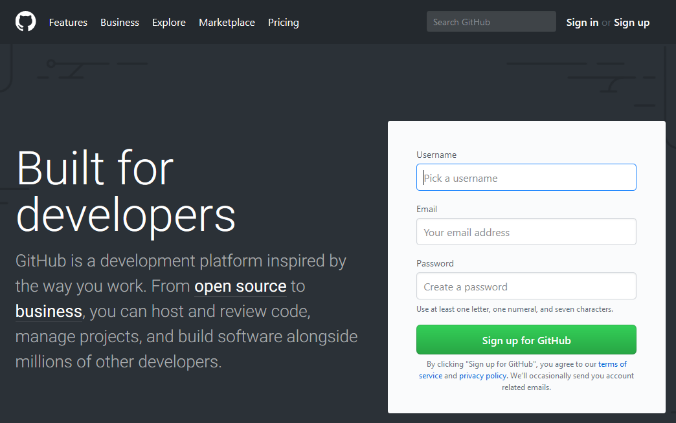 Features Business Explore Marketplace Pricing Search GitHub Sign in or Sign up
Built for
developers
GitHub is a development platform inspired by
the way you work. From open source to
business, you can host and review code,
manage projects, and build software alongside
millions of other developers.
Username
Pick a username
Email
Your email address
Password
Create a password
Use at least one letter, one numeral, and seven characters.
Sign up for GitHub
By clicking "Sign up for GitHub", you agree to our terms of
service and privacy policy. We'll occasionally send you account
related emails.